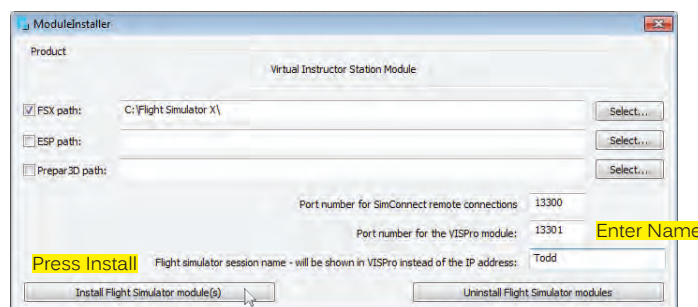 ModuleInstaller
Product
Virtual Instructor Station Module
FSX path: C:\Flight Simulator X\ Select...
ESP path: Select...
Prepar3D path: Select...
Port number for SimConnect remote connections 13300
Port number for the VISPro module: 13301 Enter Name
Press Install Flight simulator session name - will be shown in VISPro instead of the IP address: Todd
Install Flight Simulator module(s) Uninstall Flight Simulator modules